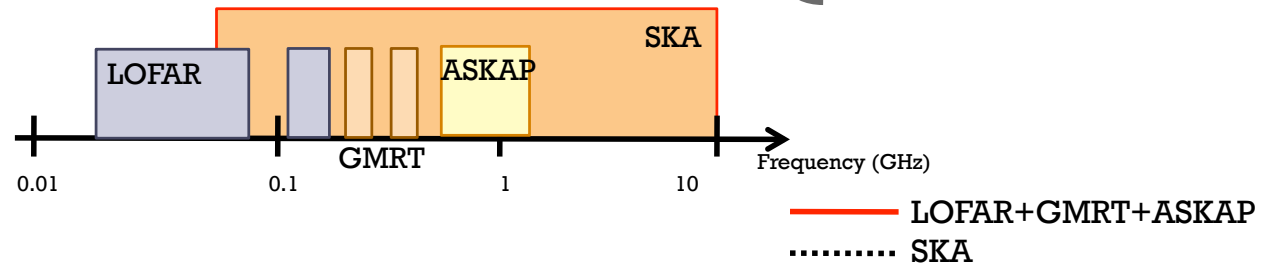 SKA
LOFAR
ASKAP
GMRT
Frequency (GHz)
0.01
0.1
1
10
LOFAR+GMRT+ASKAP
SKA